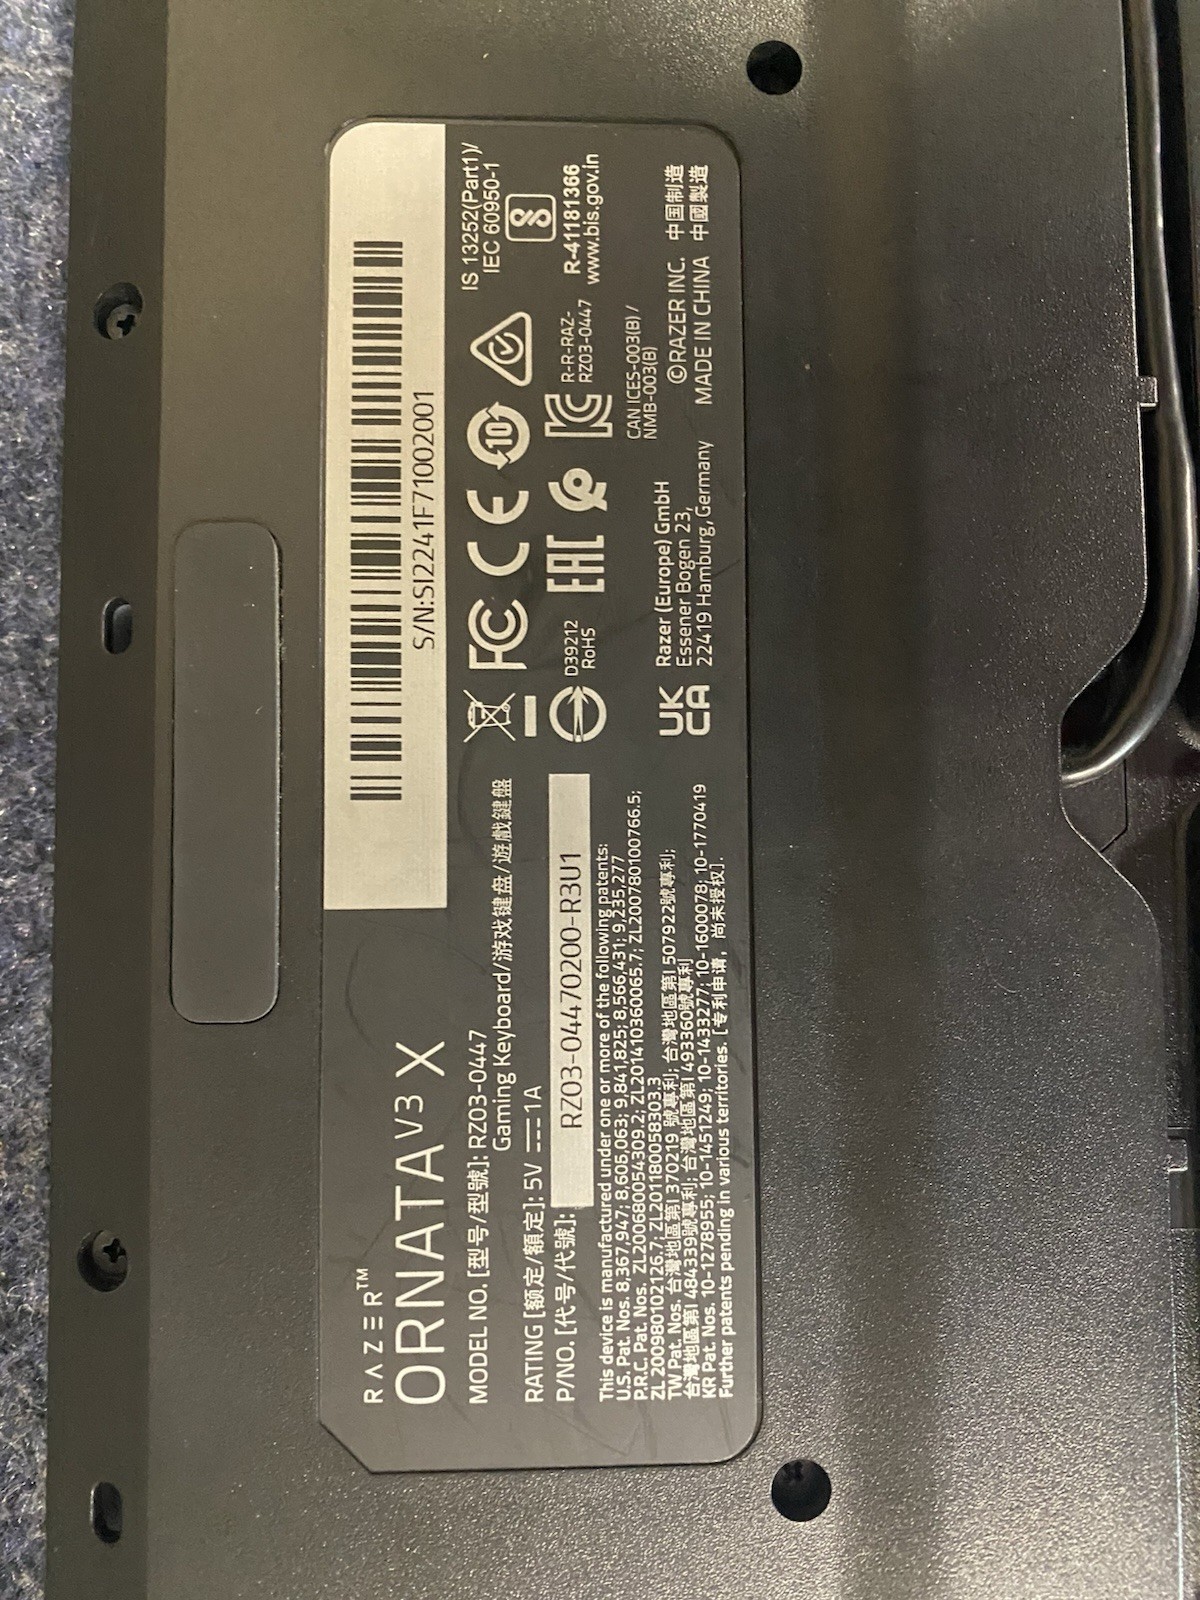 RAZER™
ORNATA V3 X
MODEL NO. [型号/型號]: RZ03-0447
Gaming Keyboard/游戏键盘/遊戲鍵盤
RATING [额定/額定]: 5V ⎓ 1A
P/NO. [代号/代號]: RZ03-04470200-R3U1
This device is manufactured under one or more of the following patents:
U.S. Pat. Nos. 8,367,947; 8,605,063; 9,841,825; 8,566,431; 9,235,277
P.R.C. Pat. Nos. ZL200680054309.2; ZL201410360065.7; ZL200780100766.5;
ZL 200980102126.7; ZL201180058303.3
TW Pat. Nos. 台灣地區第I 370219 號專利; 台灣地區第I 507922號專利;
台灣地區第I 484339號專利; 台灣地區第I 493360號專利
KR Pat. Nos. 10-1278955; 10-1451249; 10-1433277; 10-1600078; 10-1770419
Further patents pending in various territories. [专利申请，尚未授权].
S/N:SI2241F71002001
FC CE 10
D39212
RoHS
EAC
R-R-RAZ-
RZ03-0447
CAN ICES-003(B) /
NMB-003(B)
UK
CA
Razer (Europe) GmbH
Essener Bogen 23,
22419 Hamburg, Germany
IS 13252(Part1)/
IEC 60950-1
R-41181366
www.bis.gov.in
©RAZER INC. 中国制造
MADE IN CHINA 中國製造